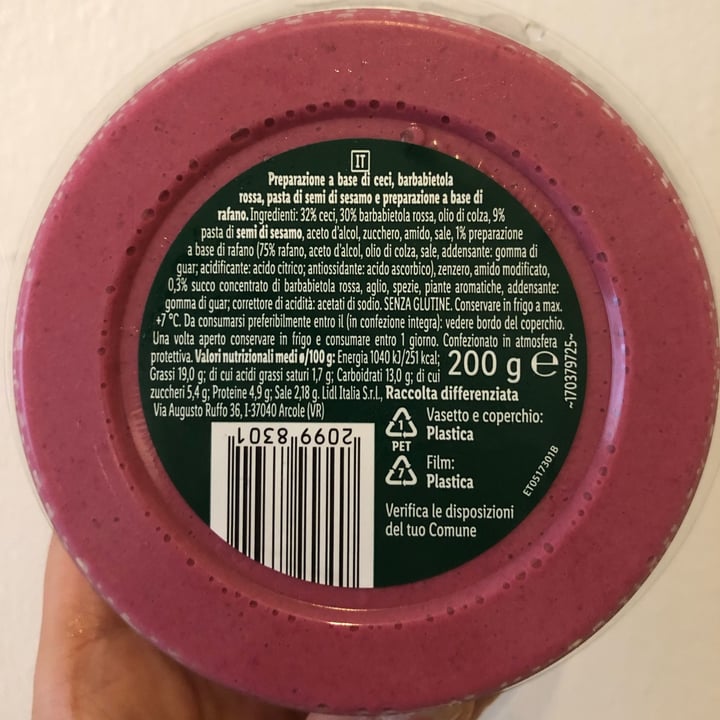 IT
Preparazione a base di ceci, barbabietola
rossa, pasta di semi di sesamo e preparazione a base di
rafano. Ingredienti: 32% ceci, 30% barbabietola rossa, olio di colza, 9%
pasta di semi di sesamo, aceto d'alcol, zucchero, amido, sale, 1% preparazione
a base di rafano (75% rafano, aceto d'alcol, olio di colza, sale, addensante: gomma di
guar; acidificante: acido citrico; antiossidante: acido ascorbico), zenzero, amido modificato,
0,3% succo concentrato di barbabietola rossa, aglio, spezie, piante aromatiche, addensante:
gomma di guar; correttore di acidità: acetati di sodio. SENZA GLUTINE. Conservare in frigo a max.
+7 °C. Da consumarsi preferibilmente entro il (in confezione integra): vedere bordo del coperchio.
Una volta aperto conservare in frigo e consumare entro 1 giorno. Confezionato in atmosfera
protettiva. Valori nutrizionali medi ø/100 g: Energia 1040 kJ/251 kcal;
Grassi 19,0 g; di cui acidi grassi saturi 1,7 g; Carboidrati 13,0 g; di cui
zuccheri 5,4 g; Proteine 4,9 g; Sale 2,18 g. Lidl Italia S.r.l.,
Via Augusto Ruffo 36, I-37040 Arcole (VR)
200 g ℮
~170379725~
Raccolta differenziata
1
PET
Vasetto e coperchio:
Plastica
7
Film:
Plastica
Verifica le disposizioni
del tuo Comune
ET05173018
2099 8301